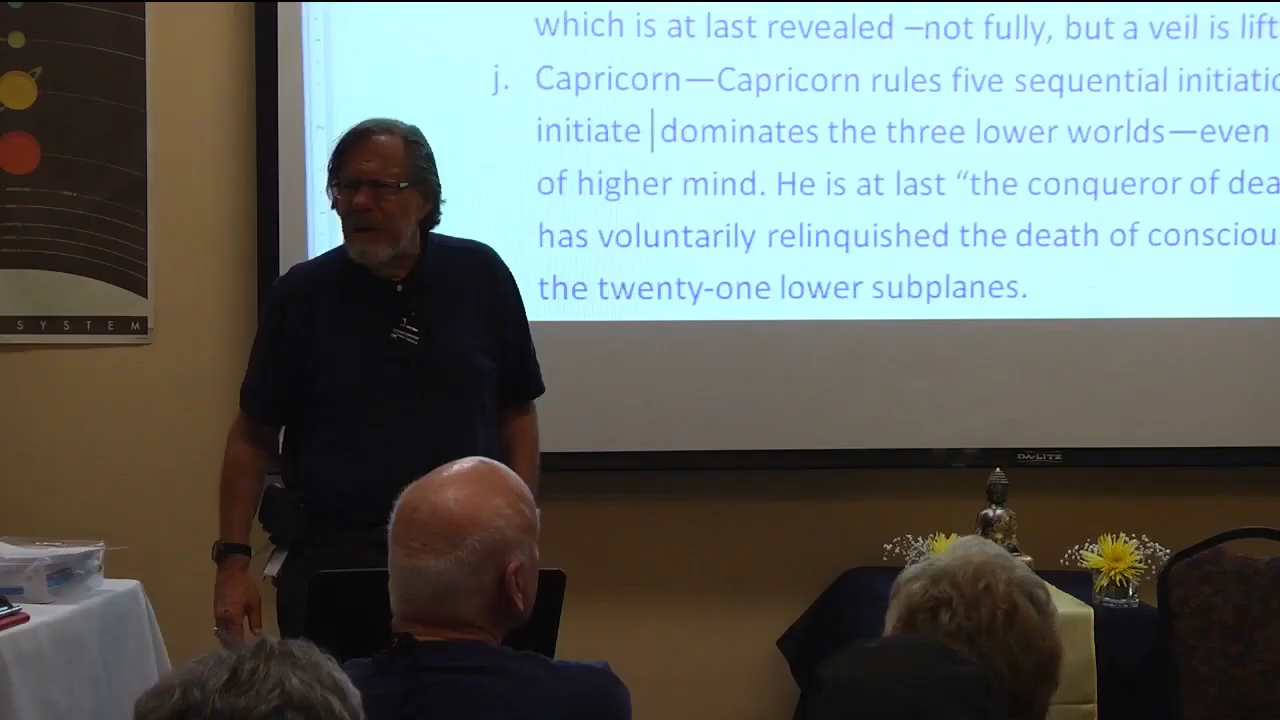 which is at last revealed –not fully, but a veil is lift
j. Capricorn—Capricorn rules five sequential initiatio
initiate dominates the three lower worlds—even
of higher mind. He is at last “the conqueror of dea
has voluntarily relinquished the death of consciou
the twenty-one lower subplanes.
SYSTEM
DA-LITE